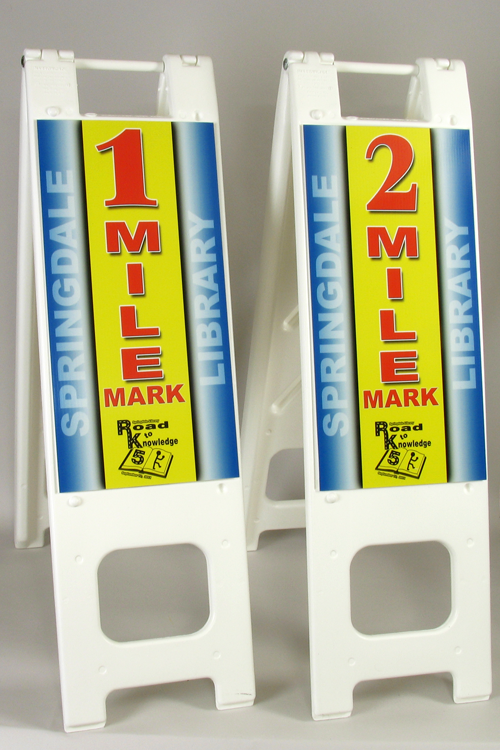 SPRINGDALE
1
MILE
MARK
Road
to
Knowledge
5
LIBRARY
SPRINGDALE
2
MILE
MARK
Road
to
Knowledge
5
LIBRARY